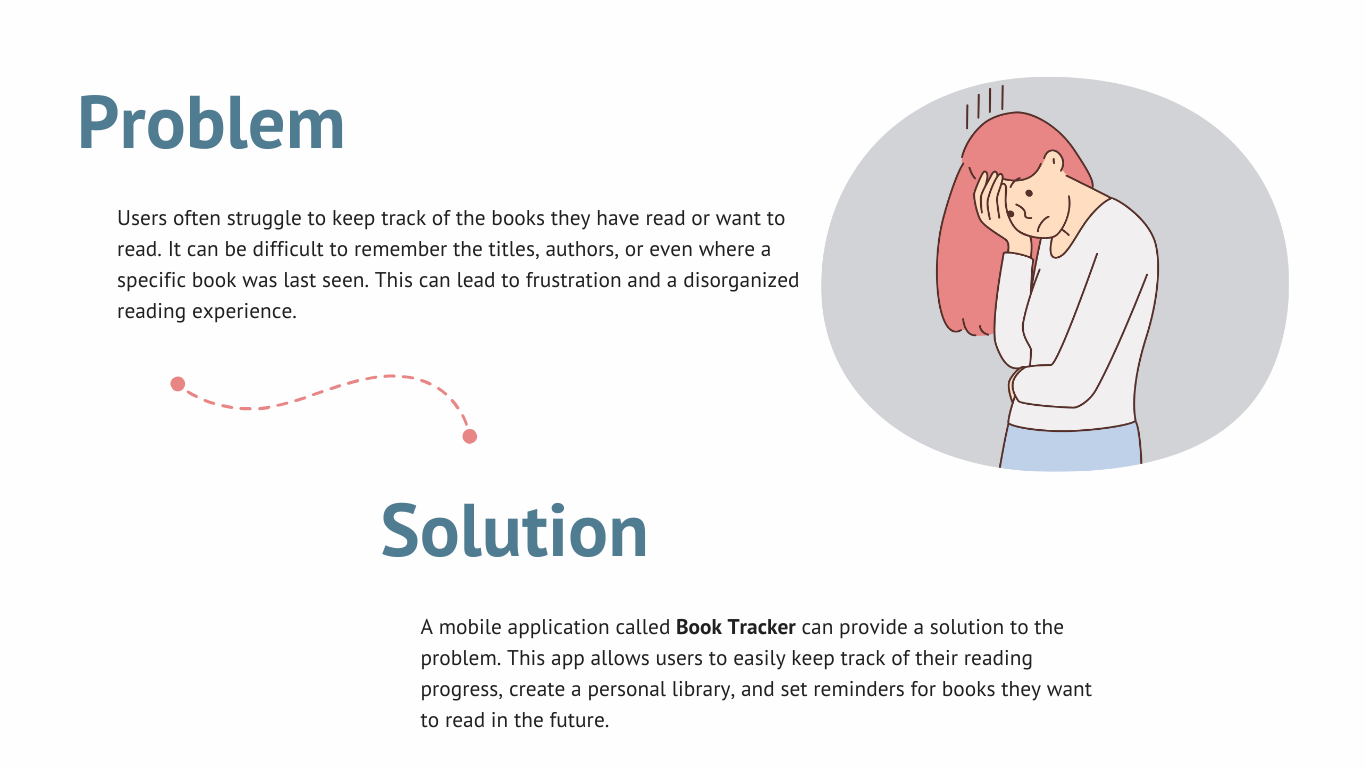 Problem
Users often struggle to keep track of the books they have read or want to
read. It can be difficult to remember the titles, authors, or even where a
specific book was last seen. This can lead to frustration and a disorganized
reading experience.
Solution
A mobile application called Book Tracker can provide a solution to the
problem. This app allows users to easily keep track of their reading
progress, create a personal library, and set reminders for books they want
to read in the future.